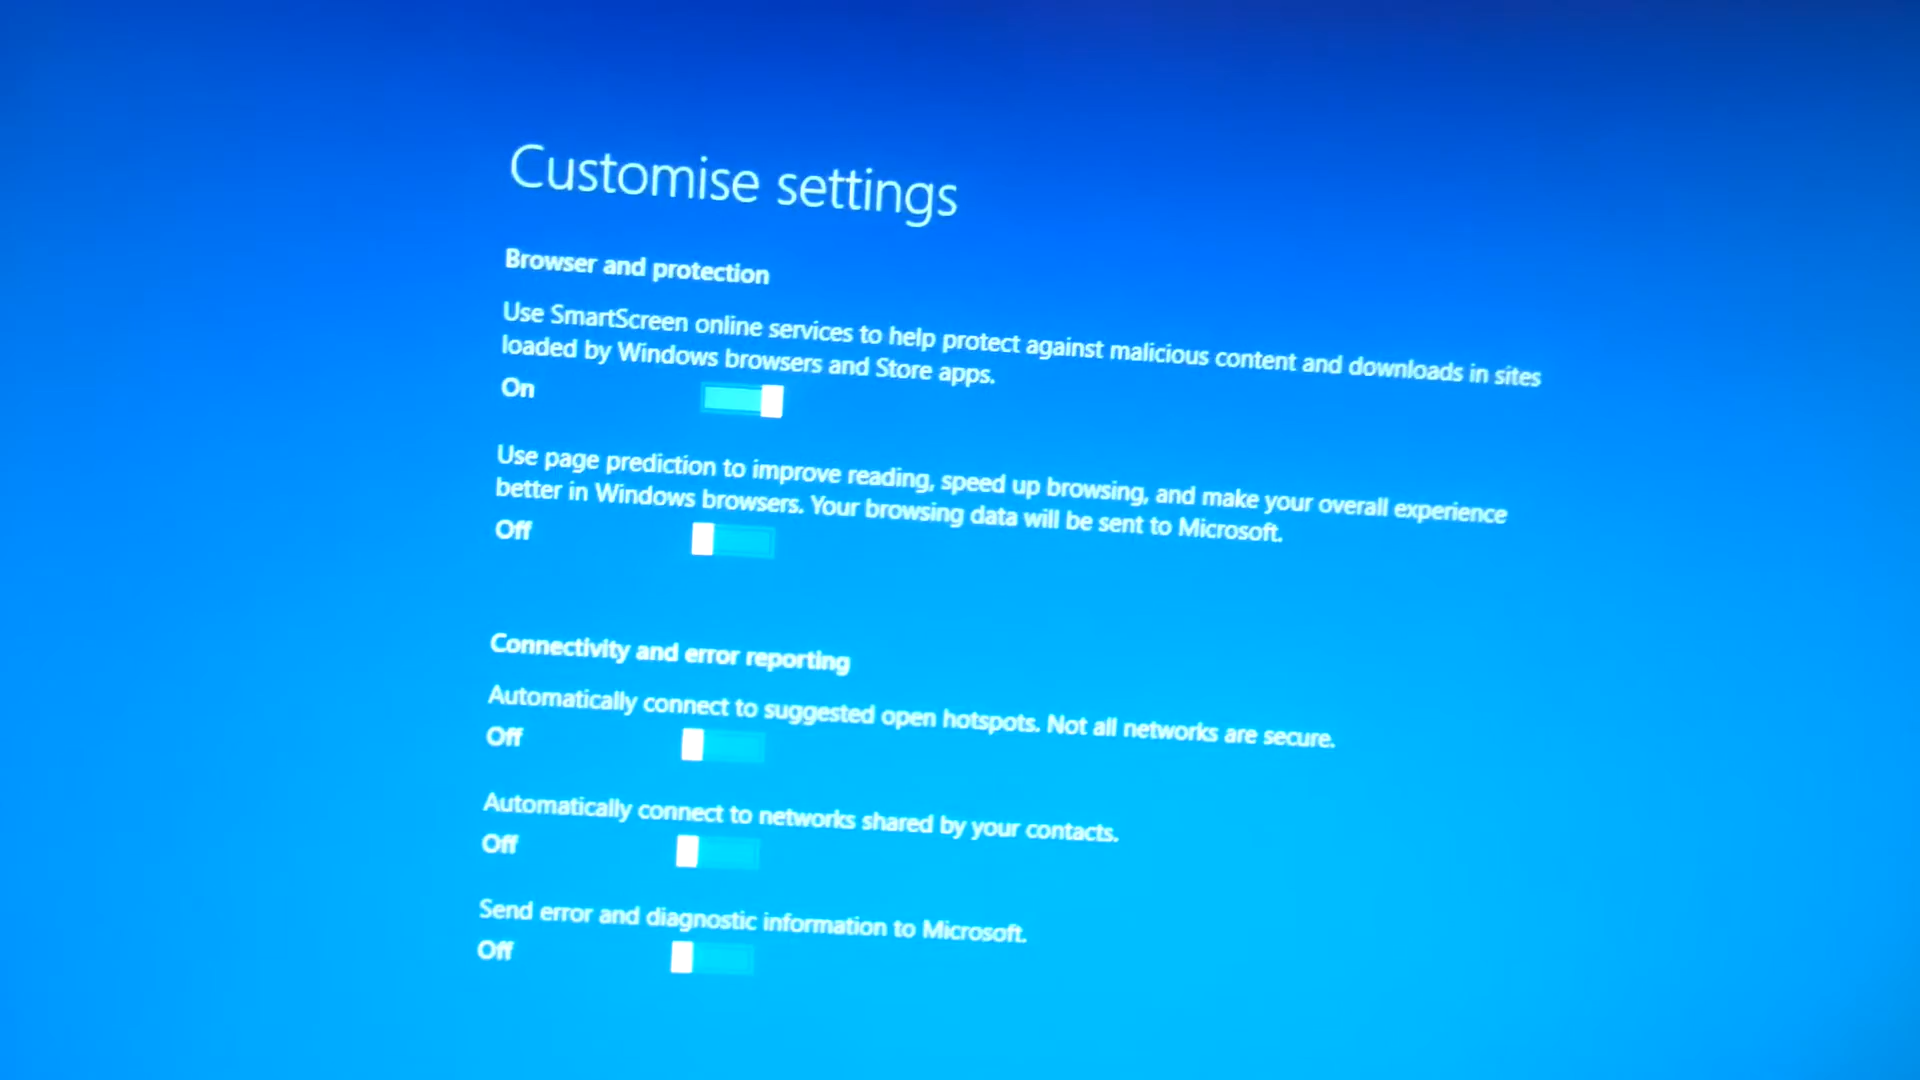 Customise settings
Browser and protection
Use SmartScreen online services to help protect against malicious content and downloads in sites
loaded by Windows browsers and Store apps.
On
Use page prediction to improve reading, speed up browsing, and make your overall experience
better in Windows browsers. Your browsing data will be sent to Microsoft.
Off
Connectivity and error reporting
Automatically connect to suggested open hotspots. Not all networks are secure.
Off
Automatically connect to networks shared by your contacts.
Off
Send error and diagnostic information to Microsoft.
Off